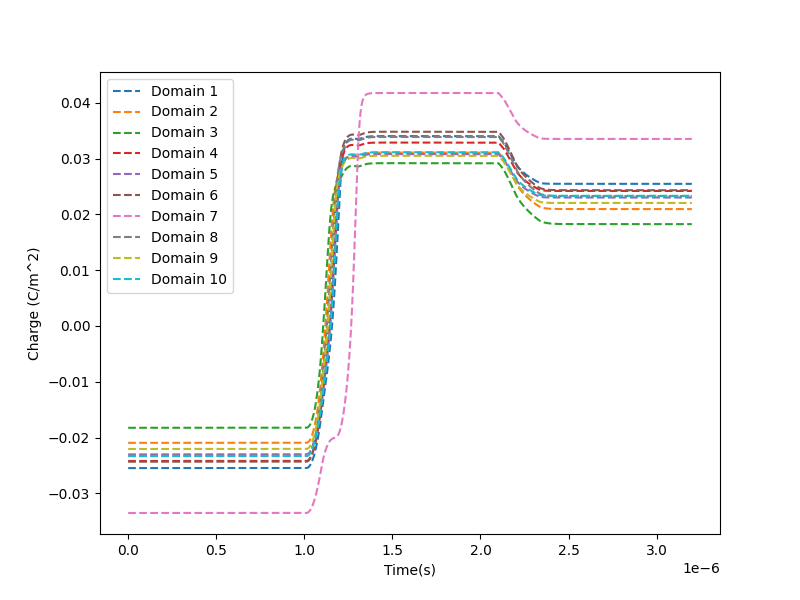 0.04
0.03
0.02
0.01
0.00
−0.01
−0.02
−0.03
Charge (C/m^2)
Domain 1
Domain 2
Domain 3
Domain 4
Domain 5
Domain 6
Domain 7
Domain 8
Domain 9
Domain 10
0.0 0.5 1.0 1.5 2.0 2.5 3.0
Time(s)
1e−6